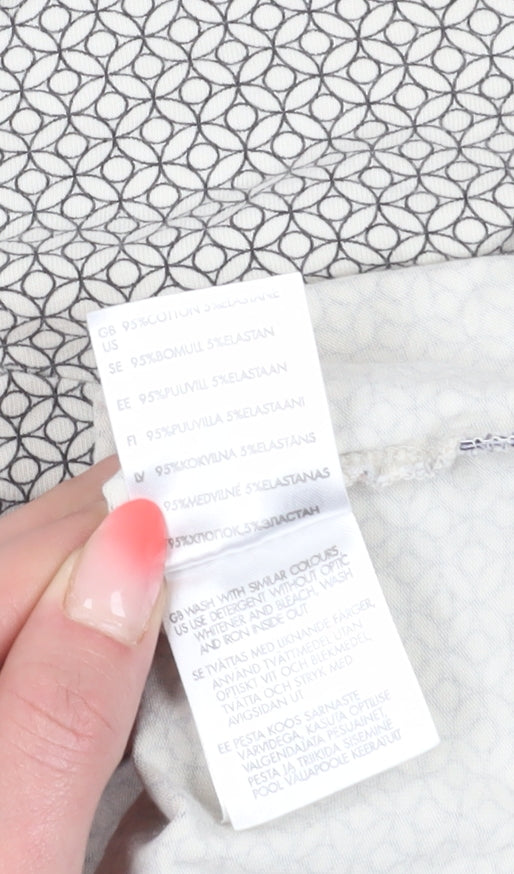 GB 95%COTTON 5%ELASTANE
US
SE 95%BOMULL 5%ELASTAN
EE 95%PUUVILL 5%ELASTAAN
FI 95%PUUVILLA 5%ELASTAANI
LV 95%KOKVILNA 5%ELASTĀNS
95%MEDVILNĖ 5%ELASTANAS
95%ХЛОПОК 5%ЭЛАСТАН
GB WASH WITH SIMILAR COLOURS,
US USE DETERGENT WITHOUT OPTIC
WHITENER AND BLEACH, WASH
AND IRON INSIDE OUT
SE TVÄTTAS MED LIKNANDE FÄRGER,
ANVÄND TVÄTTMEDEL UTAN
OPTISKT VIT OCH BLEKMEDEL,
TVÄTTA OCH STRYK MED
AVIGSIDAN UT
EE PESTA KOOS SARNASTE
VÄRVIDEGA, KASUTA OPTILISE
VALGENDAJATA PESUAINET,
PESTA JA TRIIKIDA SISEMINE
POOL VÄLJAPOOLE KEERATUIT